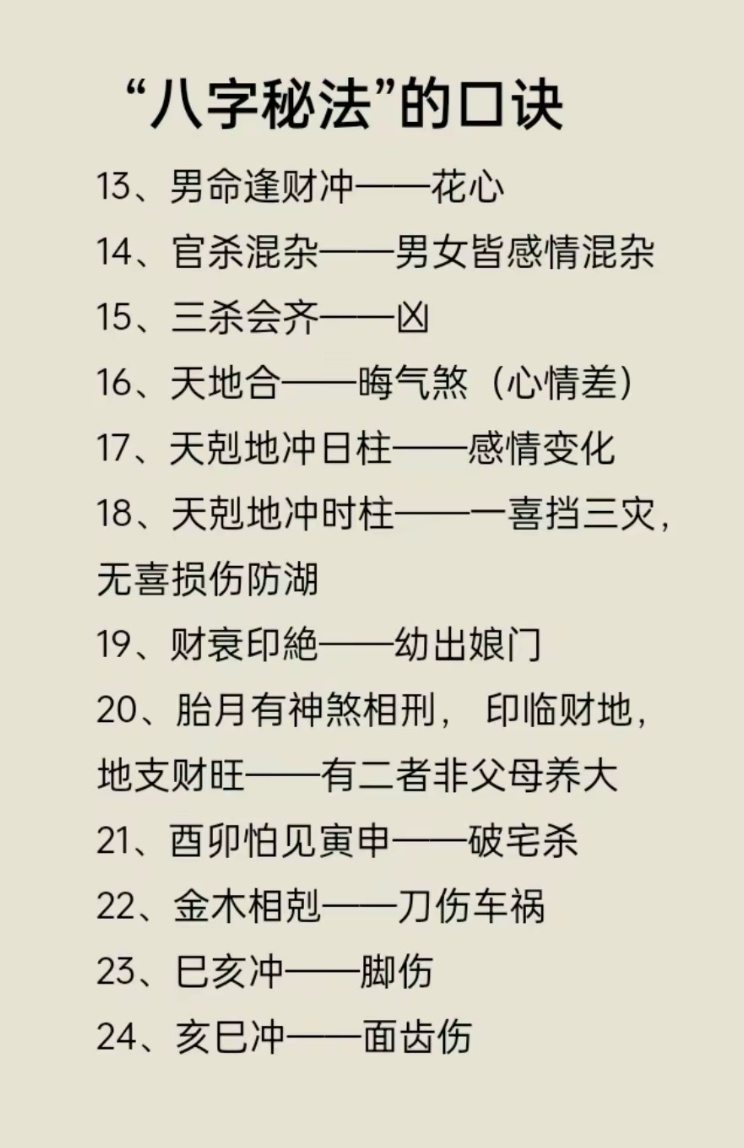 “八字秘法”的口诀
13、男命逢财冲——花心
14、官杀混杂——男女皆感情混杂
15、三杀会齐——凶
16、天地合——晦气煞（心情差）
17、天剋地冲日柱——感情变化
18、天剋地冲时柱——一喜挡三灾，
无喜损伤防湖
19、财衰印絶——幼出娘门
20、胎月有神煞相刑， 印临财地，
地支财旺——有二者非父母养大
21、酉卯怕见寅申——破宅杀
22、金木相剋——刀伤车祸
23、巳亥冲——脚伤
24、亥巳冲——面齿伤